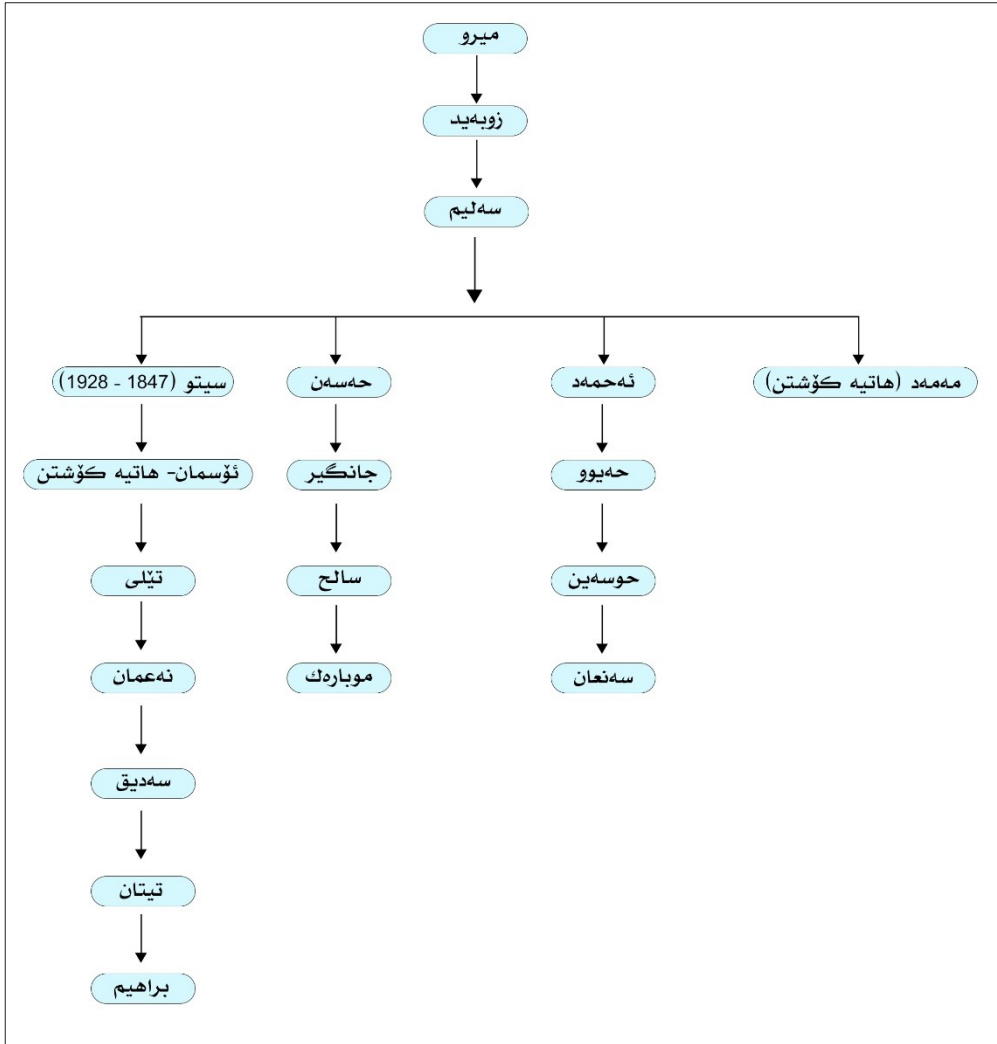 میرو
زوبەید
سەلیم
مەمەد (هاتیە کۆشتن)
ئەحمەد
حەسەن
سیتو (1847 - 1928)
حەیوو
جانگیر
ئۆسمان- هاتیە کۆشتن
حوسەین
سالح
تێلی
سەنعان
موبارەك
نەعمان
سەدیق
تیتان
براهیم